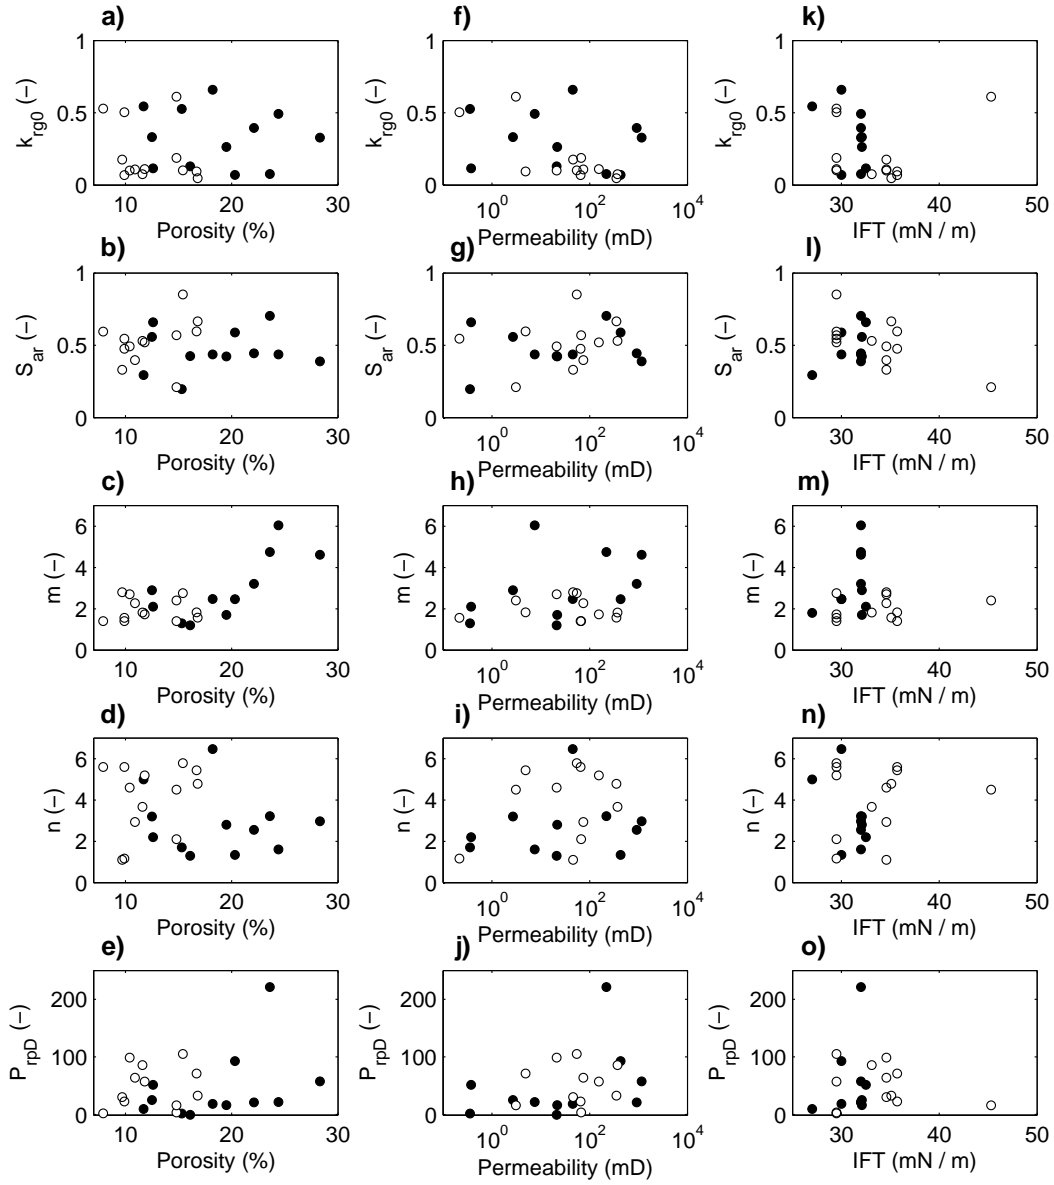 a) f) k)
1 1 1
0.5 0.5 0.5
0 0 0
k_rg0 (−) k_rg0 (−) k_rg0 (−)
10 20 30 10^0 10^2 10^4 30 40 50
Porosity (%) Permeability (mD) IFT (mN / m)
b) g) l)
1 1 1
0.5 0.5 0.5
0 0 0
S_ar (−) S_ar (−) S_ar (−)
10 20 30 10^0 10^2 10^4 30 40 50
Porosity (%) Permeability (mD) IFT (mN / m)
c) h) m)
6 6 6
4 4 4
2 2 2
0 0 0
m (−) m (−) m (−)
10 20 30 10^0 10^2 10^4 30 40 50
Porosity (%) Permeability (mD) IFT (mN / m)
d) i) n)
6 6 6
4 4 4
2 2 2
0 0 0
n (−) n (−) n (−)
10 20 30 10^0 10^2 10^4 30 40 50
Porosity (%) Permeability (mD) IFT (mN / m)
e) j) o)
200 200 200
100 100 100
0 0 0
P_rpD (−) P_rpD (−) P_rpD (−)
10 20 30 10^0 10^2 10^4 30 40 50
Porosity (%) Permeability (mD) IFT (mN / m)